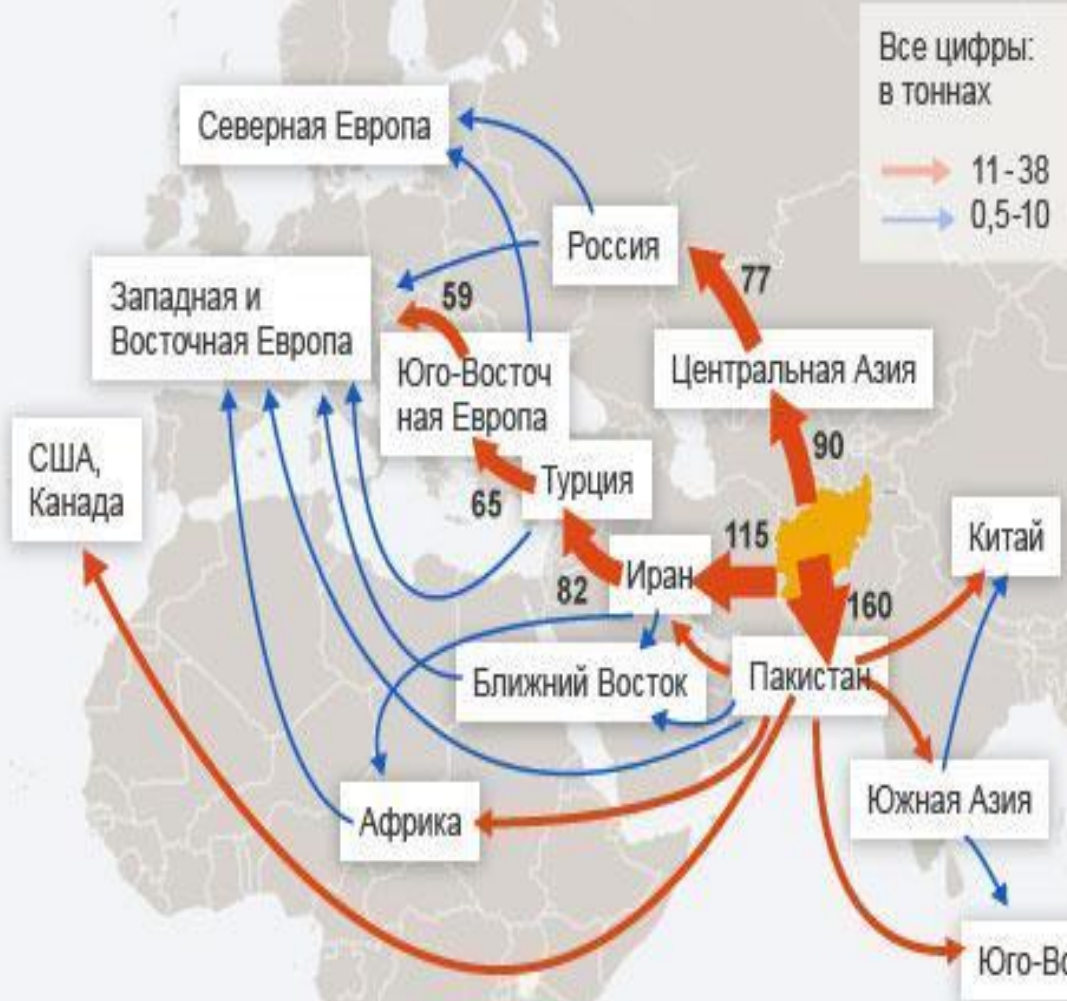 Все цифры:
в тоннах
11-38
0,5-10
Северная Европа
Россия
77
Западная и
Восточная Европа
59
Юго-Восточ
ная Европа
Центральная Азия
90
США,
Канада
Турция
65
115
Китай
Иран
82
160
Ближний Восток
Пакистан
Африка
Южная Азия
Юго-Во